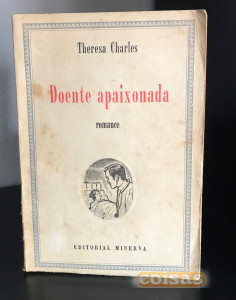 Theresa Charles
Doente apaixonada
romance
EDITORIAL MINERVA
coisas